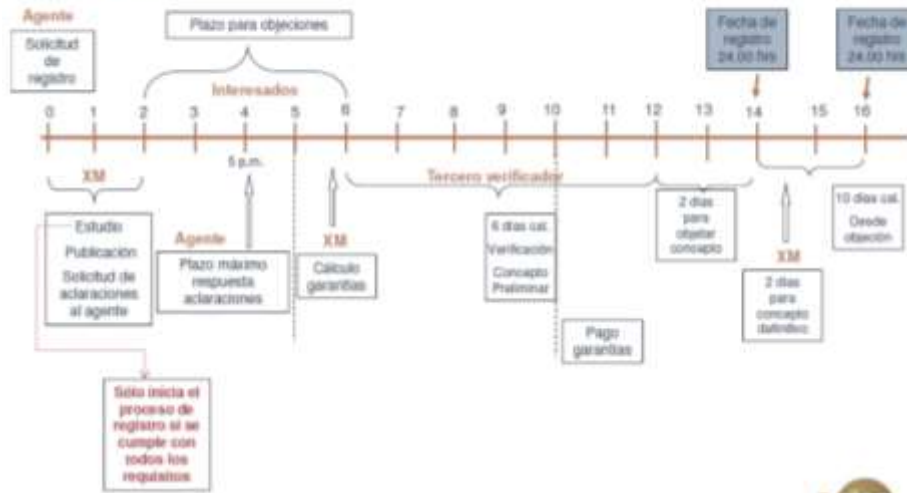 Agente
Solicitud
de
registro
Plazo para objeciones
Interesados
Fecha de
registro
24.00 hrs
Fecha de
registro
24.00 hrs
0 1 2 3 4 5 6 7 8 9 10 11 12 13 14 15 16
5 p.m.
XM
Estudio
Publicación
Solicitud de
aclaraciones
al agente
Agente
Plazo máximo
respuesta
aclaraciones
XM
Cálculo
garantías
Tercero verificador
6 días cal.
Verificación
Concepto
Preliminar
Pago
garantías
2 días
para
objetar
concepto
XM
2 días
para
concepto
definitivo
10 días cal.
Desde
objeción
Sólo inicia el
proceso de
registro si se
cumple con
todos los
requisitos